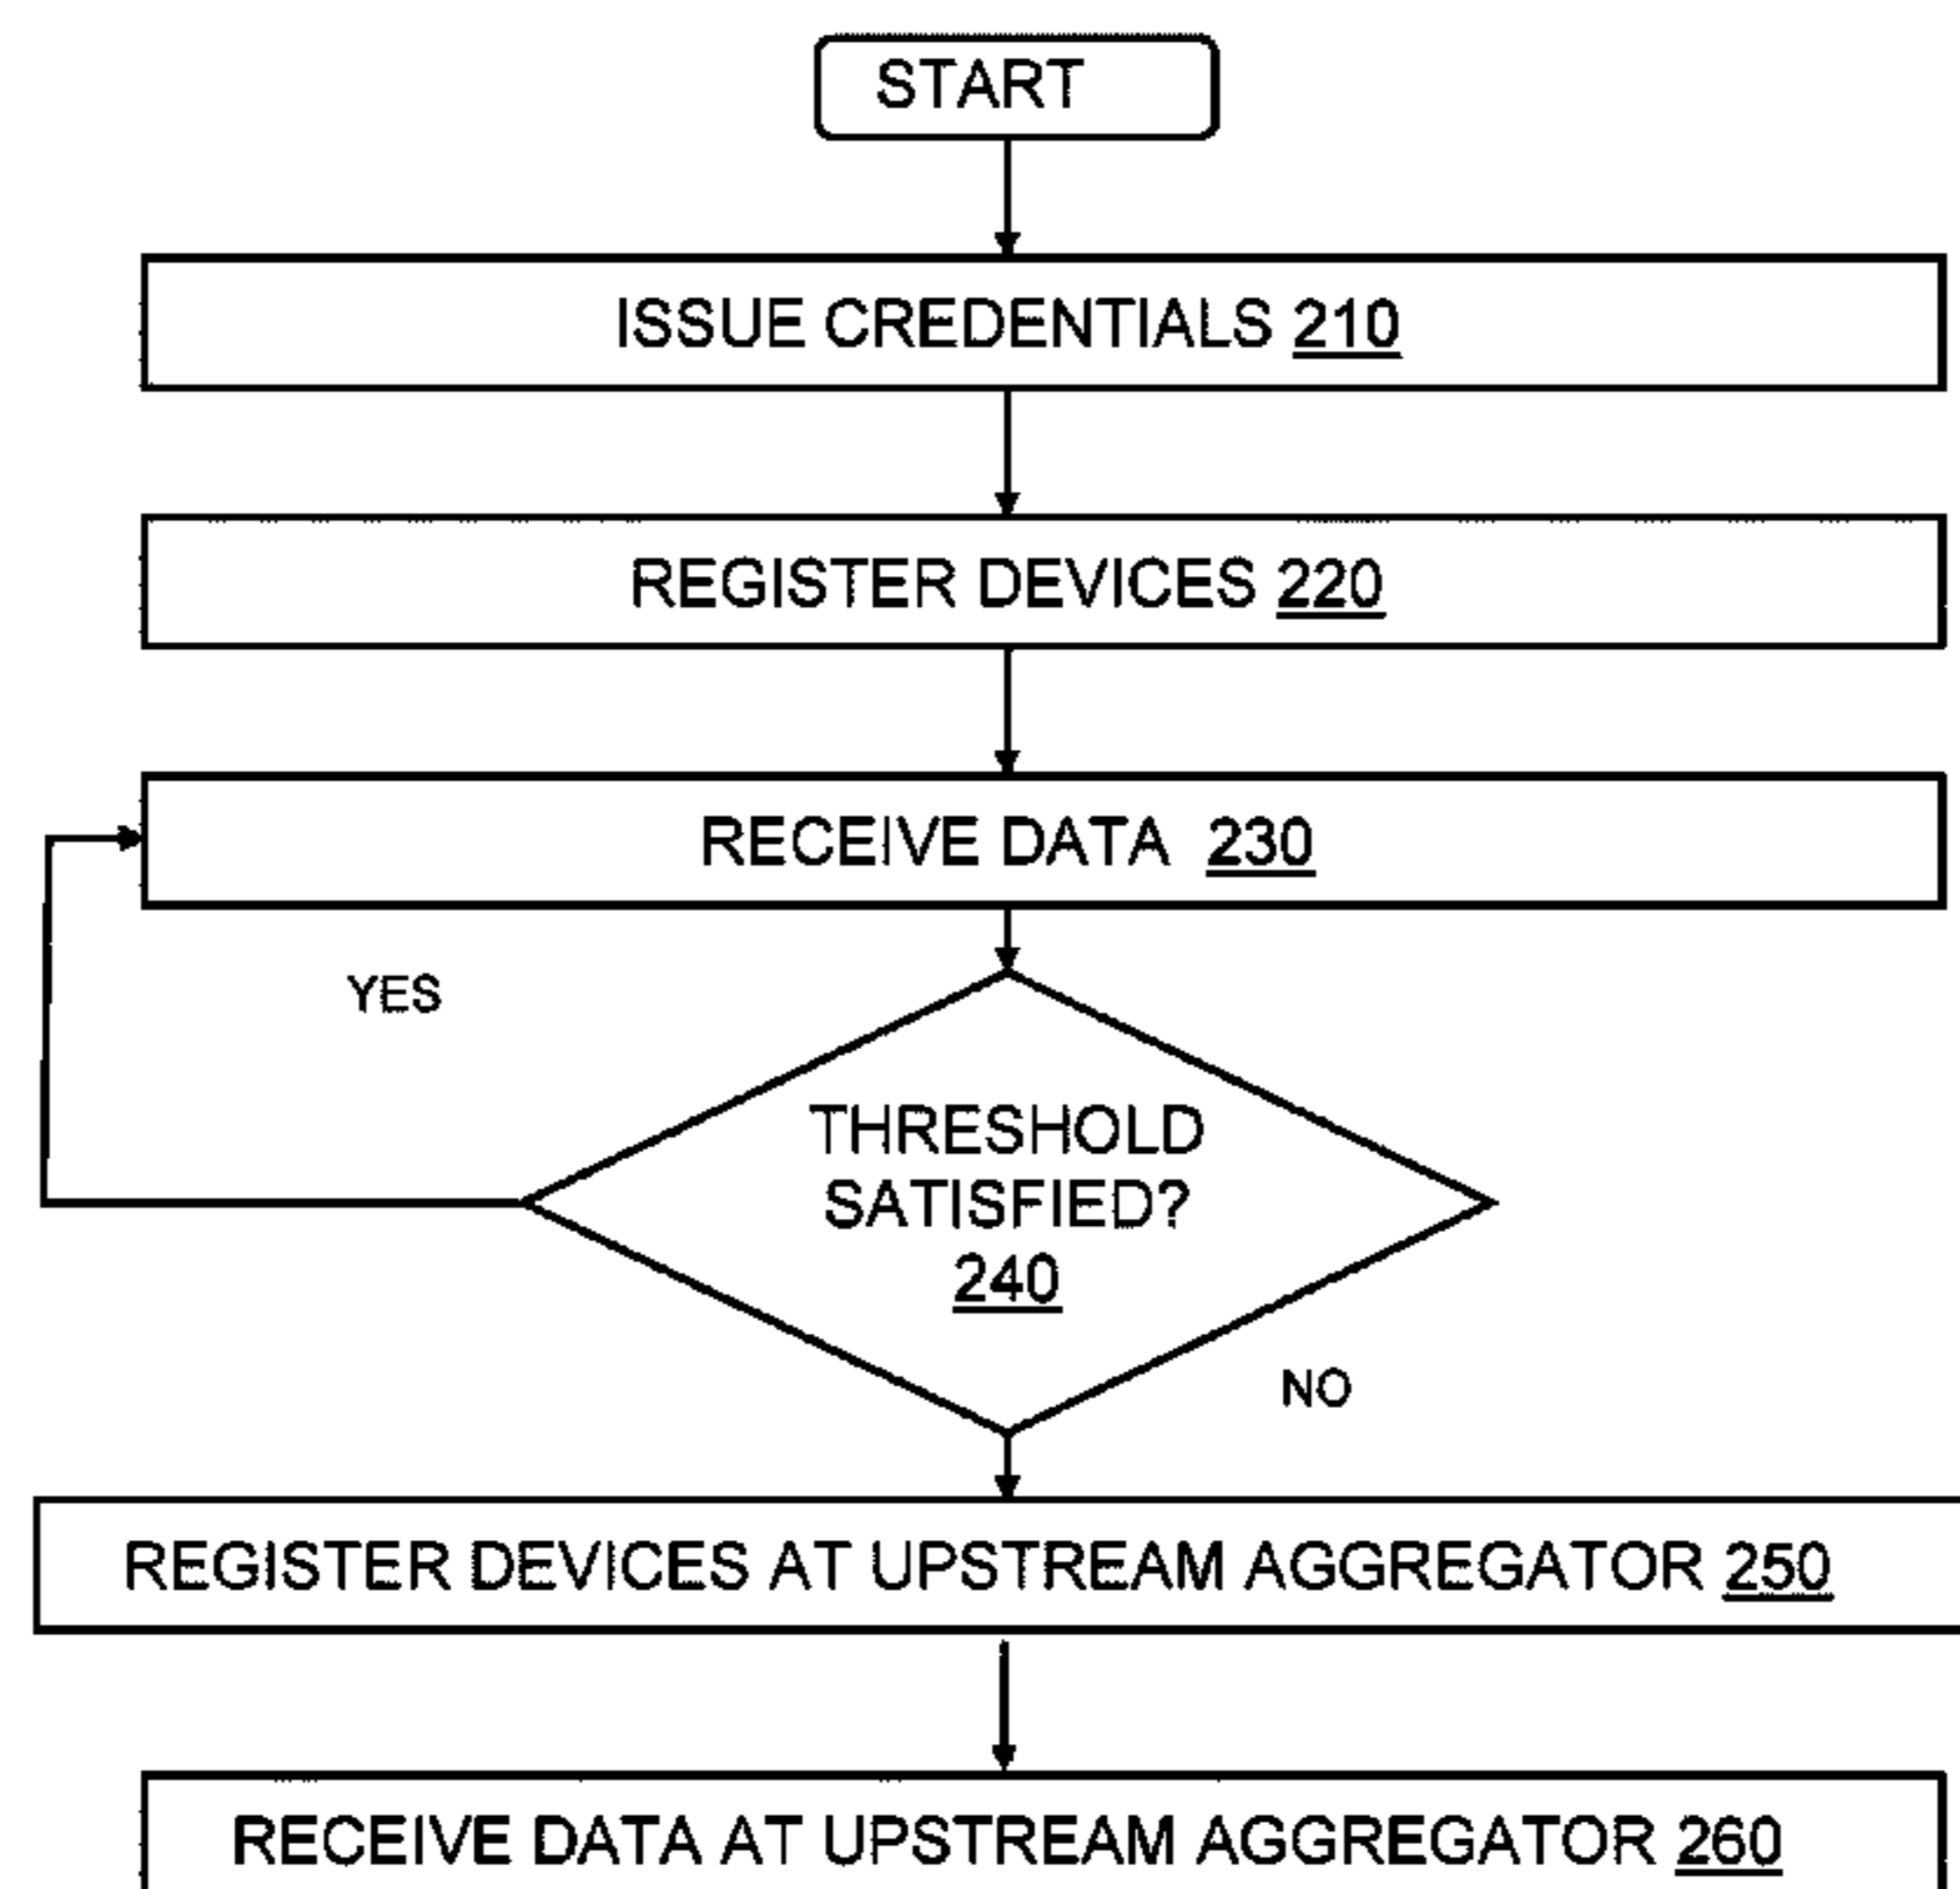 START
ISSUE CREDENTIALS 210
REGISTER DEVICES 220
RECEIVE DATA 230
YES
THRESHOLD
SATISFIED?
240
NO
REGISTER DEVICES AT UPSTREAM AGGREGATOR 250
RECEIVE DATA AT UPSTREAM AGGREGATOR 260